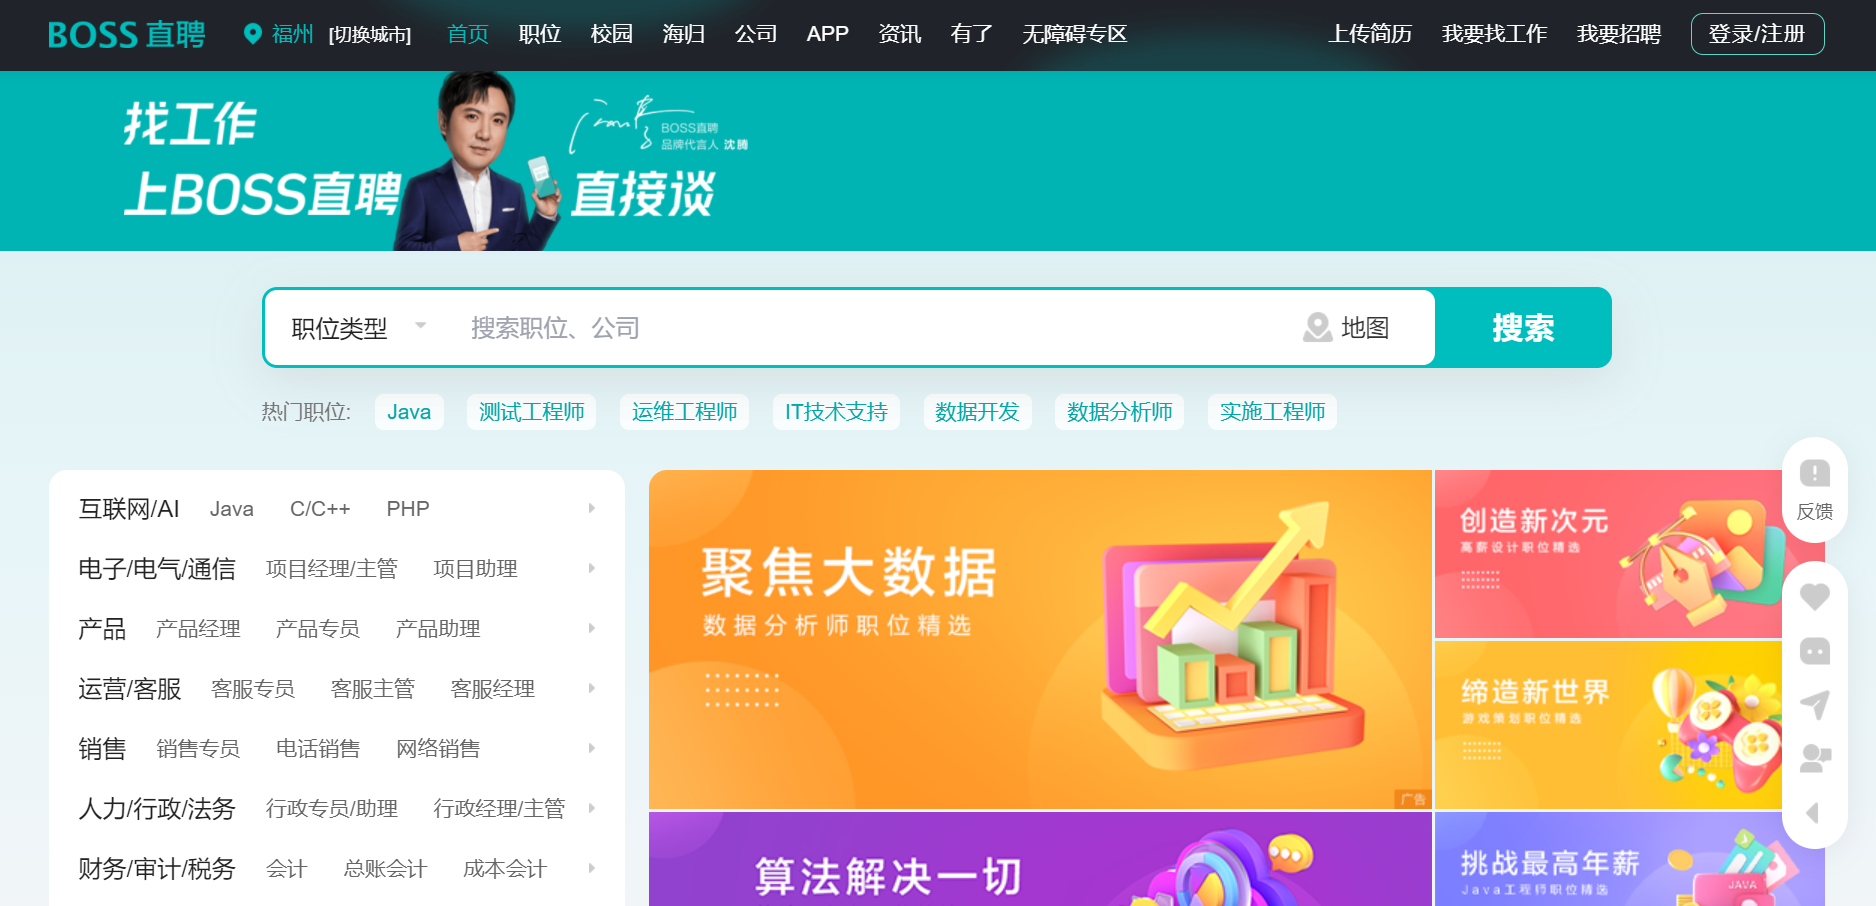 BOSS 直聘 福州 [切换城市] 首页 职位 校园 海归 公司 APP 资讯 有了 无障碍专区 上传简历 我要找工作 我要招聘 登录/注册
找工作
上BOSS直聘
BOSS直聘
品牌代言人 沈腾
直接谈
职位类型 搜索职位、公司 地图 搜索
热门职位: Java 测试工程师 运维工程师 IT技术支持 数据开发 数据分析师 实施工程师
互联网/AI Java C/C++ PHP
电子/电气/通信 项目经理/主管 项目助理
产品 产品经理 产品专员 产品助理
运营/客服 客服专员 客服主管 客服经理
销售 销售专员 电话销售 网络销售
人力/行政/法务 行政专员/助理 行政经理/主管
财务/审计/税务 会计 总账会计 成本会计
聚焦大数据
数据分析师职位精选
广告
创造新次元
高薪设计职位精选
缔造新世界
游戏策划职位精选
算法解决一切
挑战最高年薪
Java工程师职位精选
JAVA
反馈